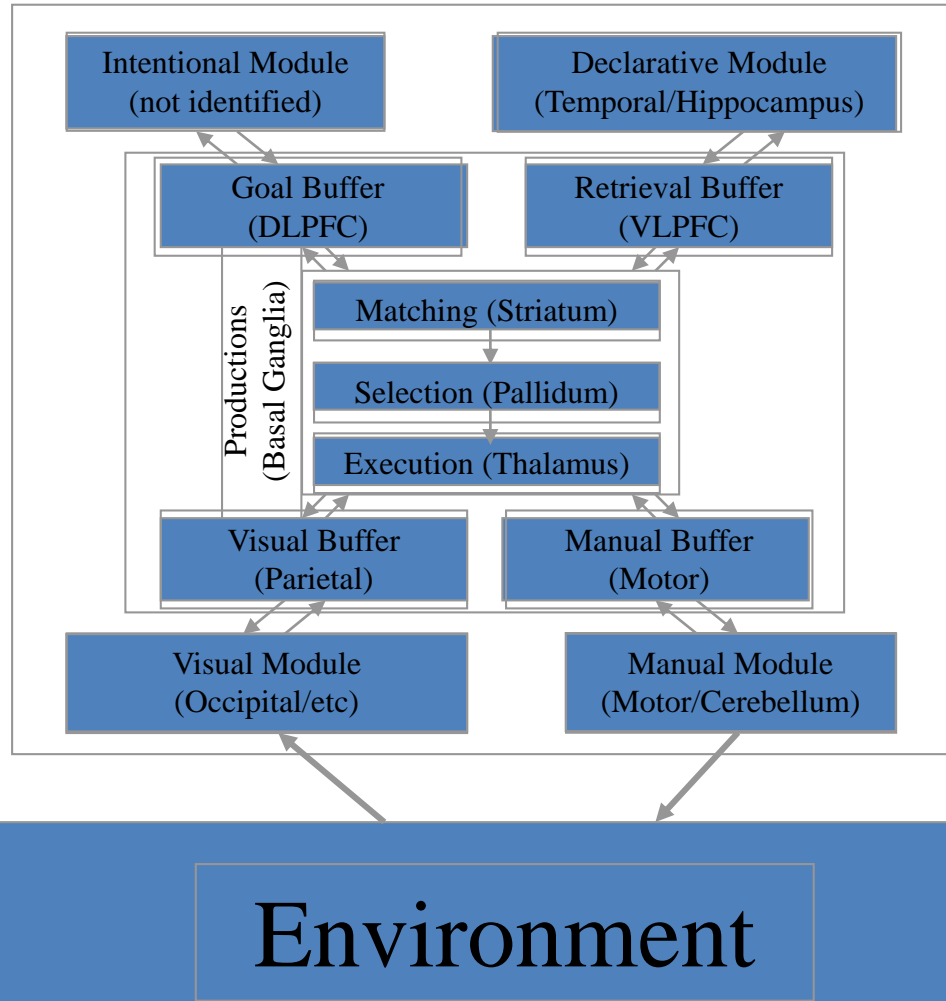 Intentional Module
(not identified)
Declarative Module
(Temporal/Hippocampus)
Goal Buffer
(DLPFC)
Retrieval Buffer
(VLPFC)
Productions
(Basal Ganglia)
Matching (Striatum)
Selection (Pallidum)
Execution (Thalamus)
Visual Buffer
(Parietal)
Manual Buffer
(Motor)
Visual Module
(Occipital/etc)
Manual Module
(Motor/Cerebellum)
Environment